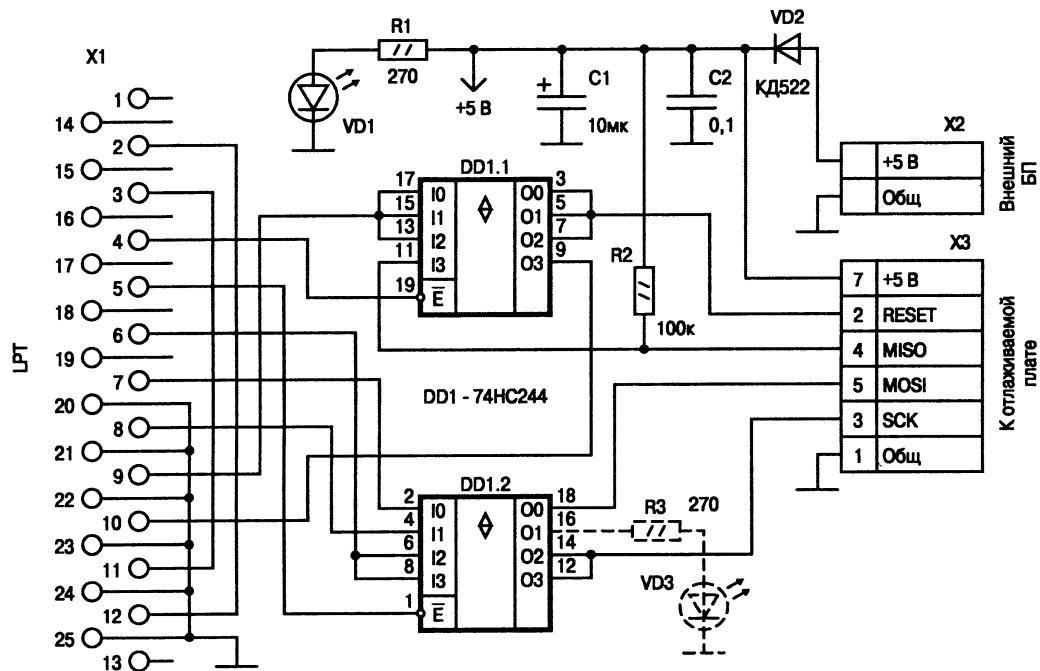 X1
LPT
1
14
2
15
3
16
4
17
5
18
6
19
7
20
8
21
9
22
10
23
11
24
12
25
13
R1
270
VD1
+5 В
C1
+
10мк
C2
0,1
VD2
КД522
R2
100к
DD1.1
17 I0 O0 3
15 I1 O1 5
13 I2 O2 7
11 I3 O3 9
19 E̅
DD1 - 74HC244
DD1.2
2 I0 O0 18
4 I1 O1 16
6 I2 O2 14
8 I3 O3 12
1 E̅
R3 270
VD3
X2
+5 В
Общ
Внешний
БП
X3
7 +5 В
2 RESET
4 MISO
5 MOSI
3 SCK
1 Общ
К отлаживаемой
плате